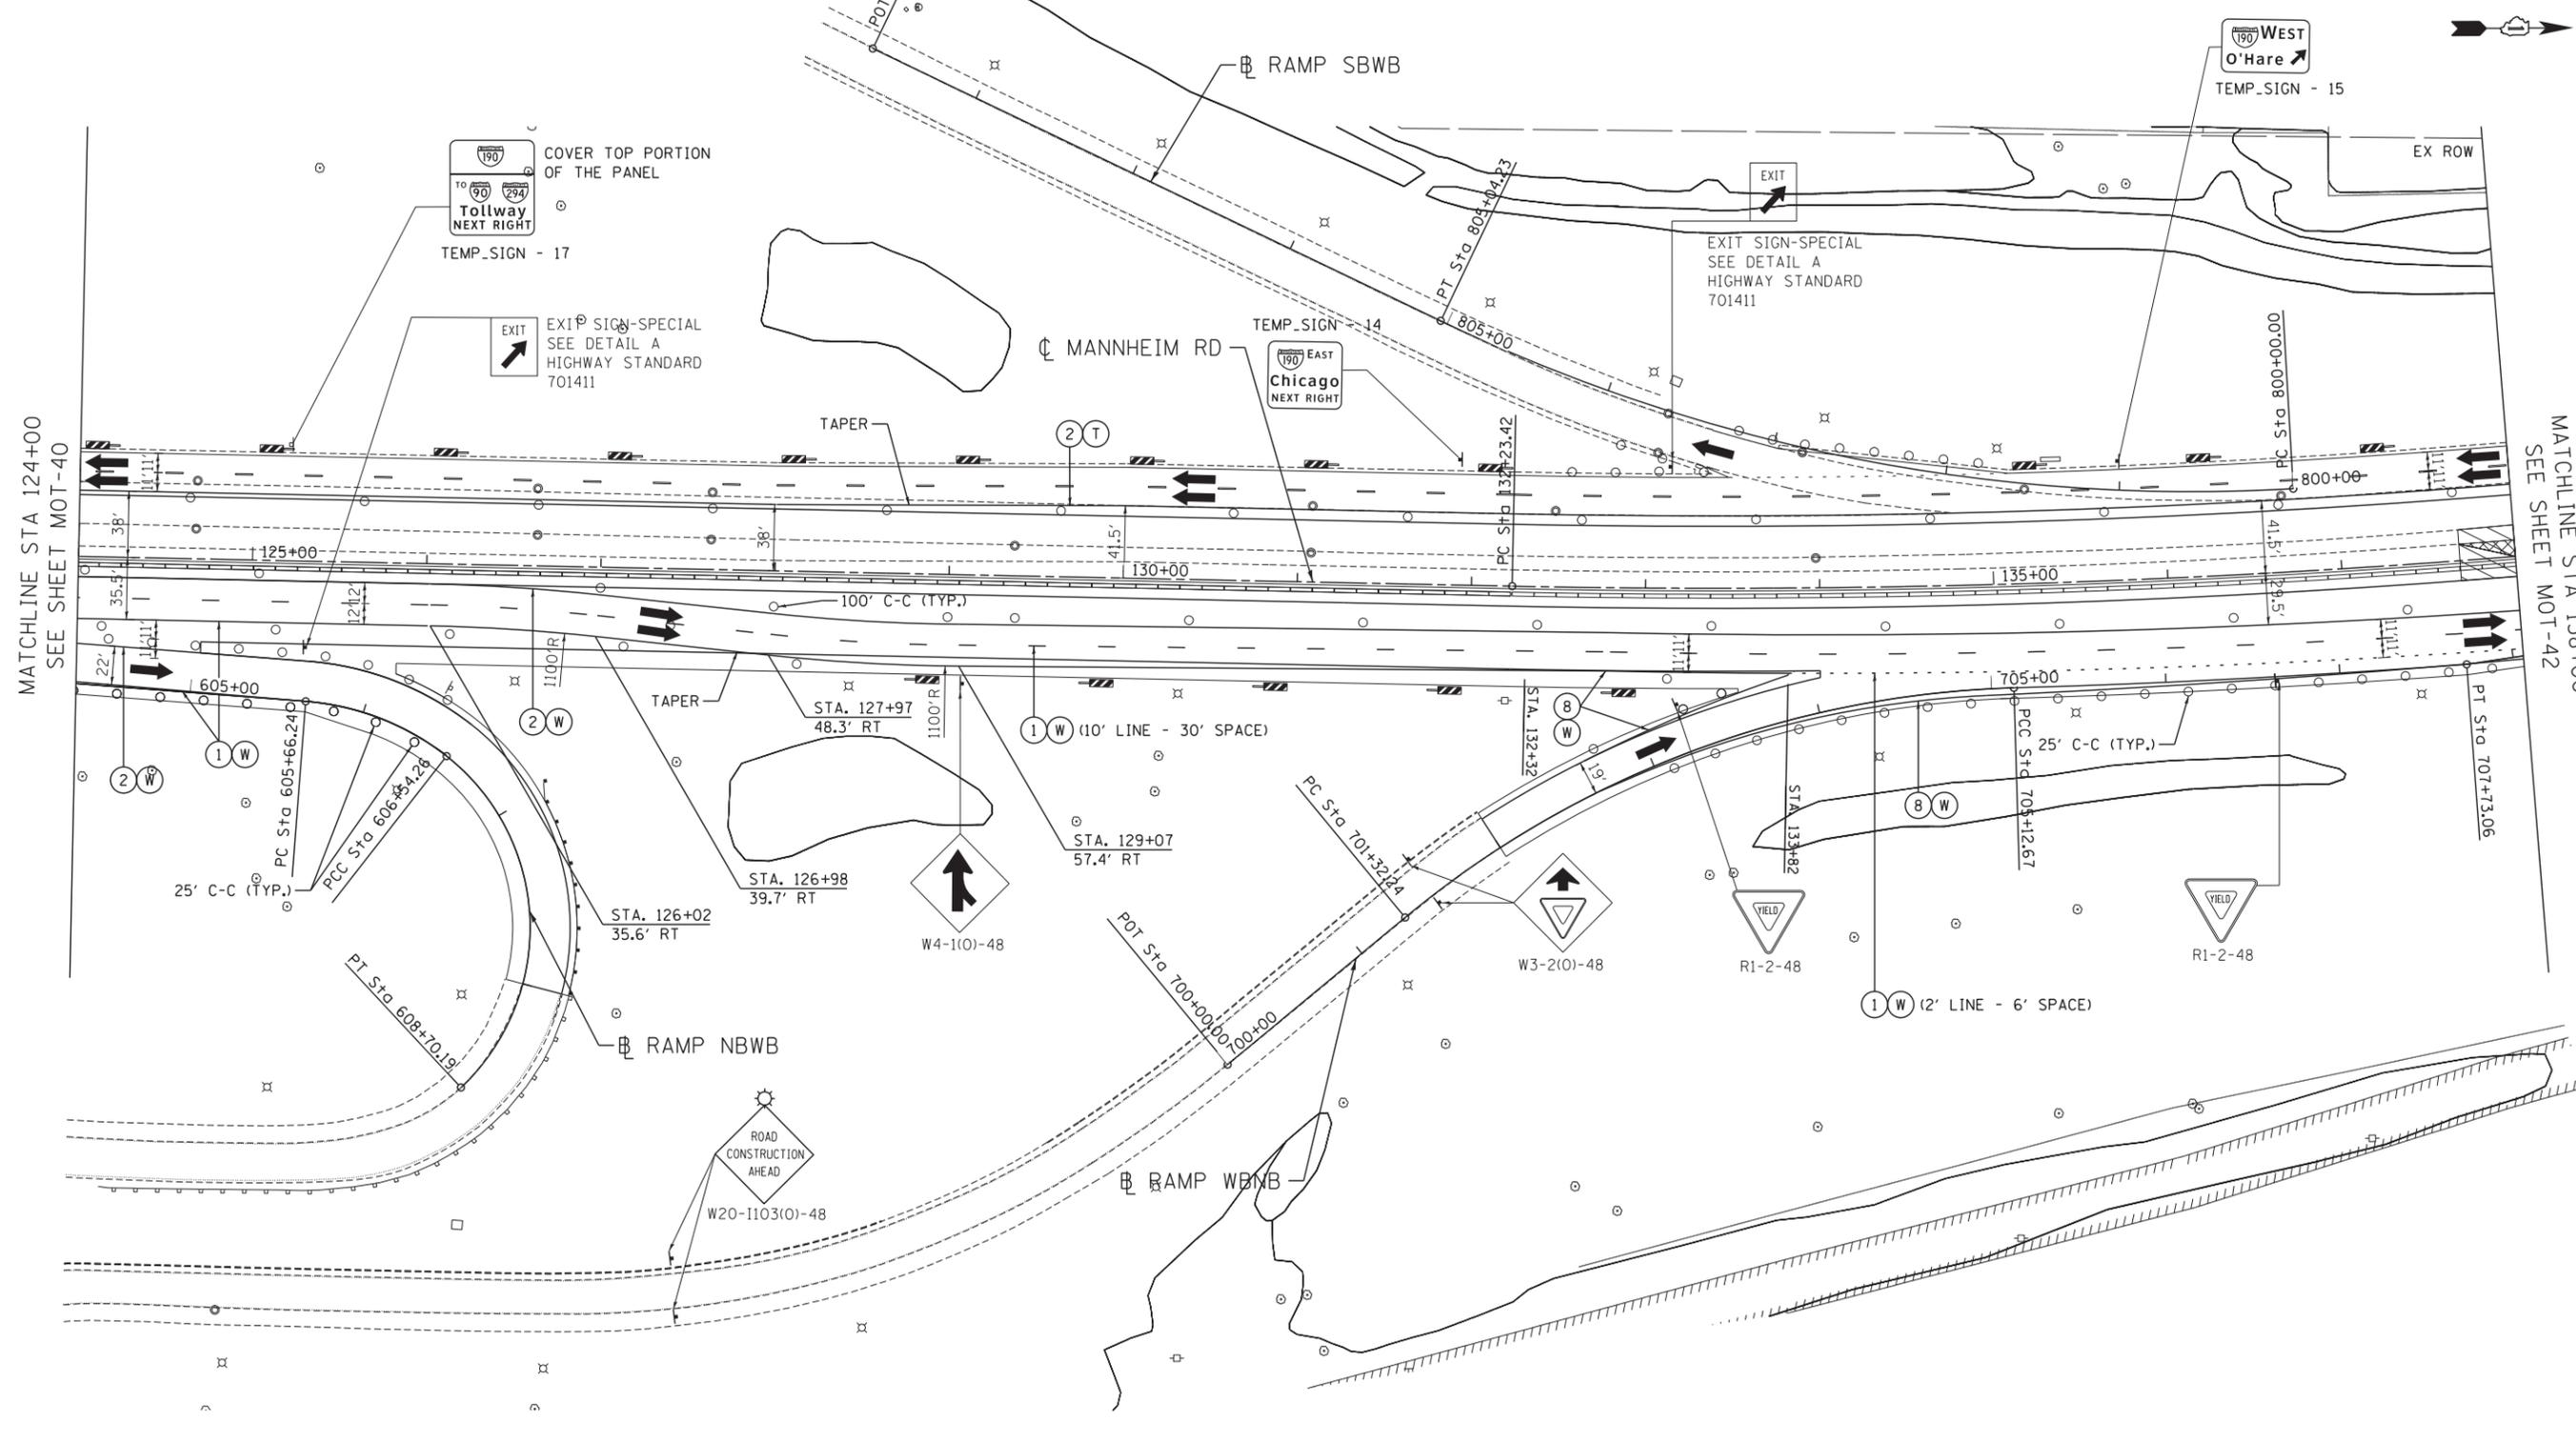 ℄ RAMP SBWB
190 WEST
O'Hare
TEMP_SIGN - 15
EX ROW
190
TO 90 294
Tollway
NEXT RIGHT
COVER TOP PORTION
OF THE PANEL
TEMP_SIGN - 17
EXIT
EXIT SIGN-SPECIAL
SEE DETAIL A
HIGHWAY STANDARD
701411
PT Sta 805+04.23
805+00
EXIT
EXIT SIGN-SPECIAL
SEE DETAIL A
HIGHWAY STANDARD
701411
TEMP_SIGN - 14
190 EAST
Chicago
NEXT RIGHT
℄ MANNHEIM RD
PC Sta 800+00.00
800+00
MATCHLINE STA 124+00
SEE SHEET MOT-40
SEE SHEET MOT-42
TAPER
2 T
PC Sta 132+23.42
11' 11'
38'
38'
41.5'
41.5'
11' 11'
125+00
130+00
135+00
35.5'
12' 12'
29.5'
100' C-C (TYP.)
11' 11'
11' 11'
22'
605+00
1100'R
1100'R
TAPER
STA. 127+97
48.3' RT
1 W (10' LINE - 30' SPACE)
2 W
1 W
2 W
PC Sta 605+66.24
PCC Sta 606+54.26
25' C-C (TYP.)
STA. 126+02
35.6' RT
STA. 126+98
39.7' RT
STA. 129+07
57.4' RT
W4-1(O)-48
STA. 132+32
8
W
19'
705+00
PCC Sta 705+12.67
25' C-C (TYP.)
PT Sta 707+73.06
8 W
STA. 133+82
PC Sta 701+32.24
POT Sta 700+00.00
700+00
W3-2(O)-48
YIELD
R1-2-48
YIELD
R1-2-48
1 W (2' LINE - 6' SPACE)
PT Sta 608+70.19
℄ RAMP NBWB
ROAD
CONSTRUCTION
AHEAD
W20-I103(O)-48
℄ RAMP WBNB